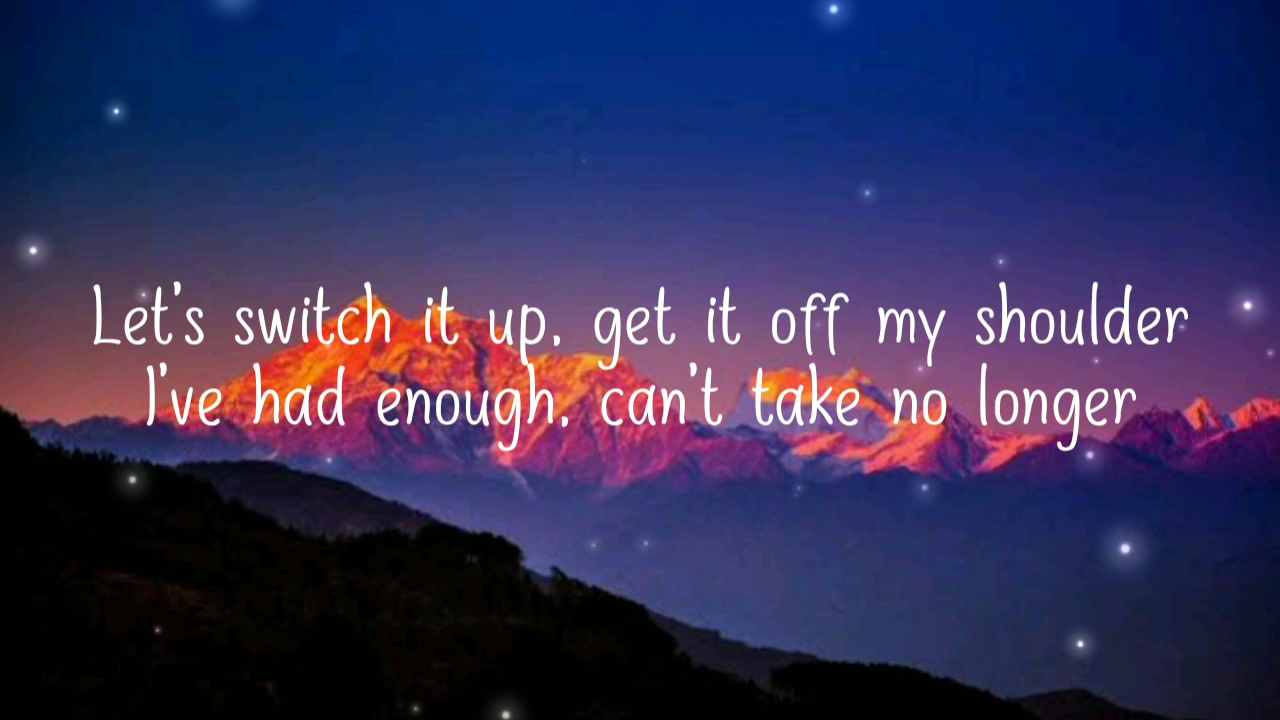 Let's switch it up, get it off my shoulder
I've had enough, can't take no longer